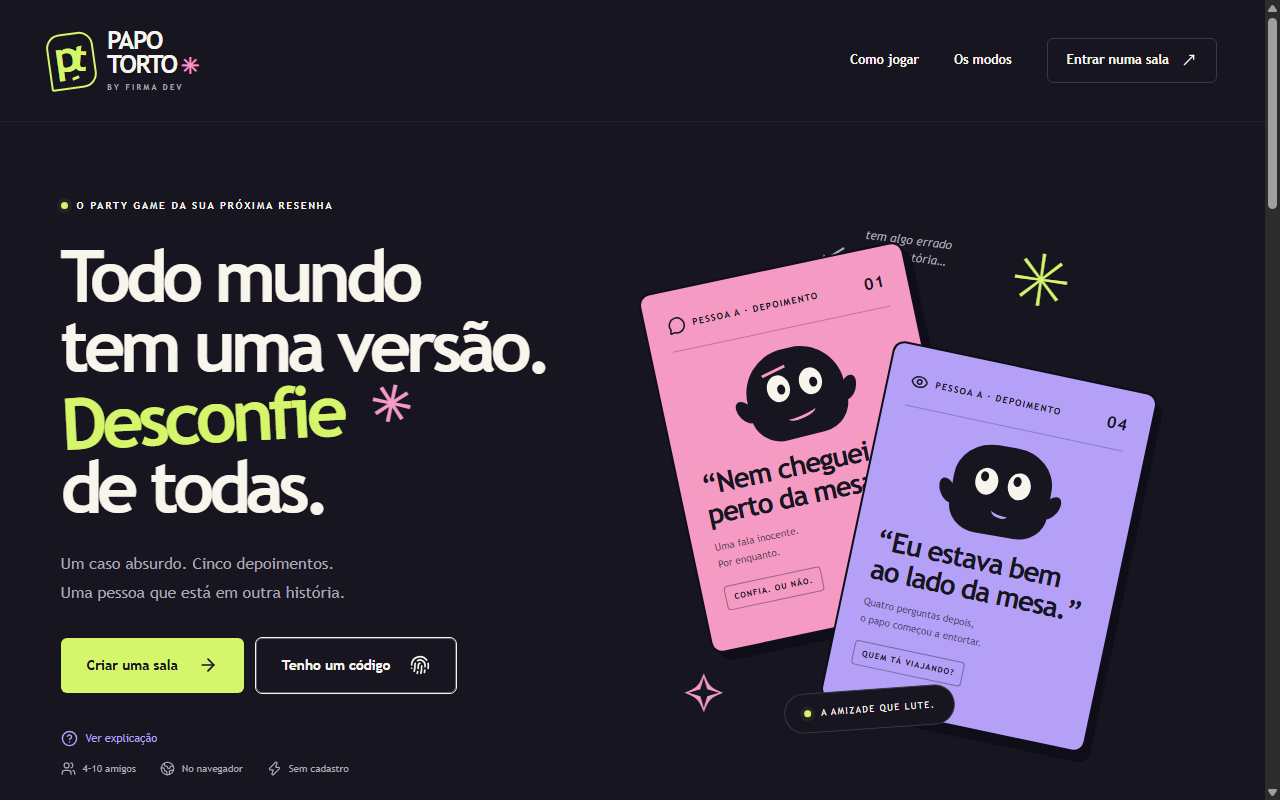 pt
PAPO
TORTO
BY FIRMA DEV
Como jogar
Os modos
Entrar numa sala
O PARTY GAME DA SUA PRÓXIMA RESENHA
Todo mundo
tem uma versão.
Desconfie
de todas.
Um caso absurdo. Cinco depoimentos.
Uma pessoa que está em outra história.
Criar uma sala
Tenho um código
Ver explicação
4-10 amigos
No navegador
Sem cadastro
tem algo errado
tória...
PESSOA A · DEPOIMENTO
01
“Nem cheguei
perto da mesa
Uma fala inocente.
Por enquanto.
CONFIA. OU NÃO.
PESSOA A · DEPOIMENTO
04
“Eu estava bem
ao lado da mesa.”
Quatro perguntas depois,
o papo começou a entortar.
QUEM TÁ VIAJANDO?
A AMIZADE QUE LUTE.